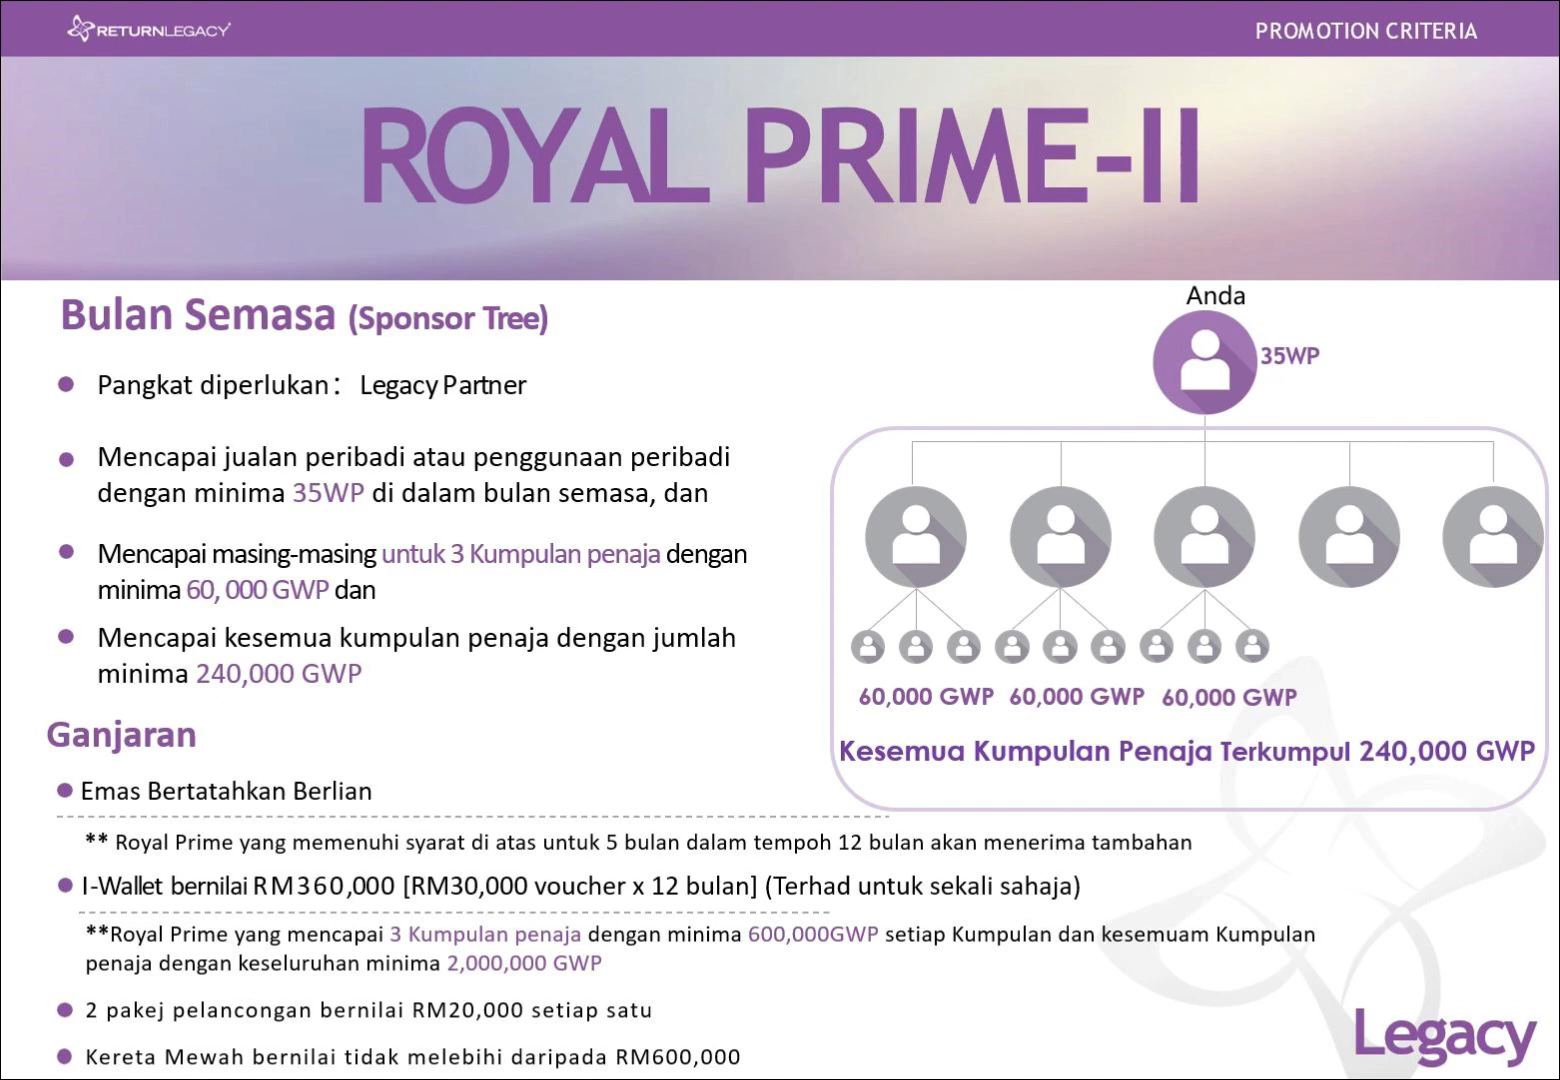 RETURNLEGACY
PROMOTION CRITERIA
ROYAL PRIME-II
Bulan Semasa (Sponsor Tree)
Pangkat diperlukan： Legacy Partner
Mencapai jualan peribadi atau penggunaan peribadi
dengan minima 35WP di dalam bulan semasa, dan
Mencapai masing-masing untuk 3 Kumpulan penaja dengan
minima 60, 000 GWP dan
Mencapai kesemua kumpulan penaja dengan jumlah
minima 240,000 GWP
Anda
35WP
60,000 GWP 60,000 GWP 60,000 GWP
Kesemua Kumpulan Penaja Terkumpul 240,000 GWP
Ganjaran
Emas Bertatahkan Berlian
** Royal Prime yang memenuhi syarat di atas untuk 5 bulan dalam tempoh 12 bulan akan menerima tambahan
I-Wallet bernilai RM360,000 [RM30,000 voucher x 12 bulan] (Terhad untuk sekali sahaja)
**Royal Prime yang mencapai 3 Kumpulan penaja dengan minima 600,000GWP setiap Kumpulan dan kesemuam Kumpulan
penaja dengan keseluruhan minima 2,000,000 GWP
2 pakej pelancongan bernilai RM20,000 setiap satu
Kereta Mewah bernilai tidak melebihi daripada RM600,000
Legacy